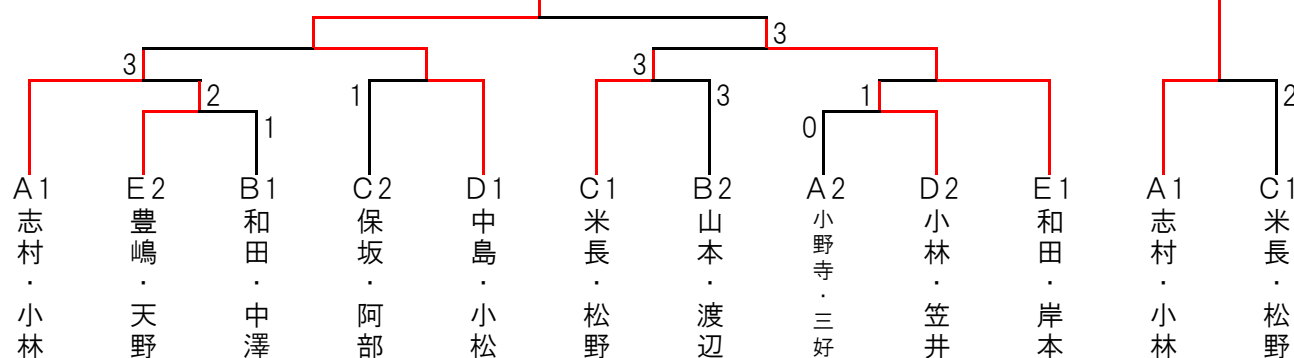 3
3
3
2
1
1
3
1
0
2
A1
E2
B1
C2
D1
C1
B2
A2
D2
E1
A1
C1
志村・小林
豊嶋・天野
和田・中澤
保坂・阿部
中島・小松
米長・松野
山本・渡辺
小野寺・三好
小林・笠井
和田・岸本
志村・小林
米長・松野